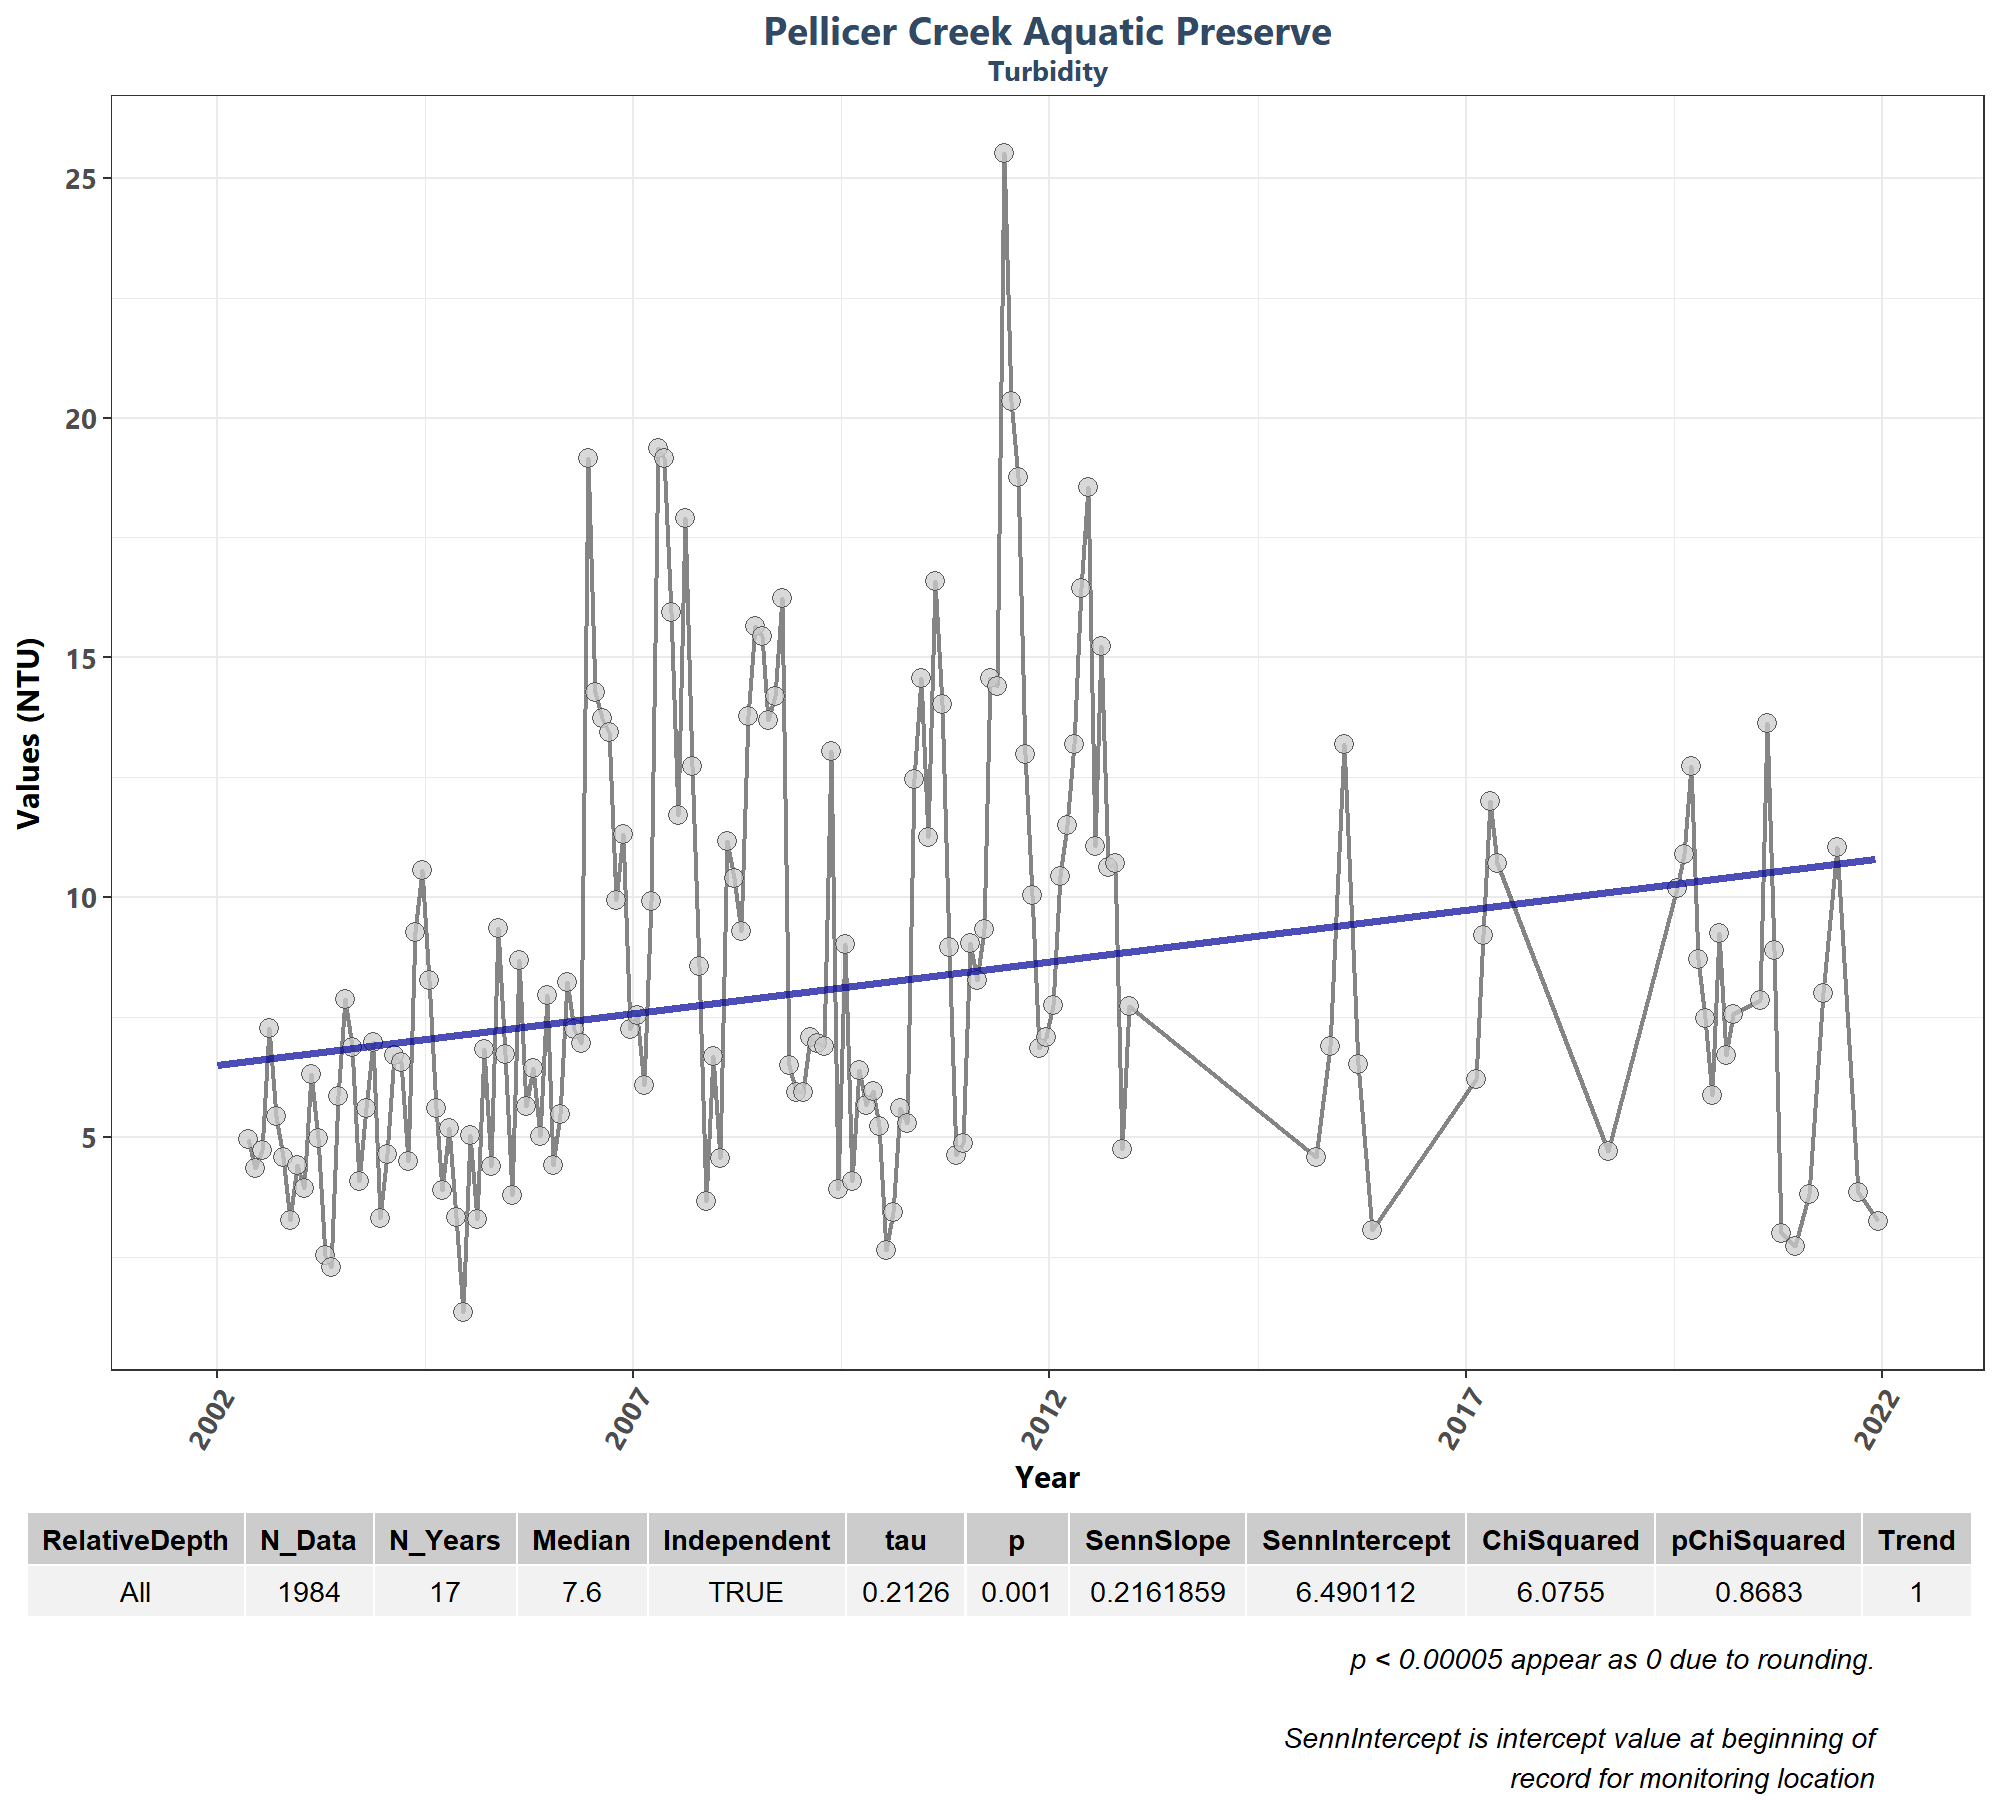 Pellicer Creek Aquatic Preserve
Turbidity
25
20
15
10
5
Values (NTU)
2002 2007 2012 2017 2022
Year
RelativeDepth N_Data N_Years Median Independent tau p SennSlope SennIntercept ChiSquared pChiSquared Trend
All 1984 17 7.6 TRUE 0.2126 0.001 0.2161859 6.490112 6.0755 0.8683 1
p < 0.00005 appear as 0 due to rounding.
SennIntercept is intercept value at beginning of
record for monitoring location